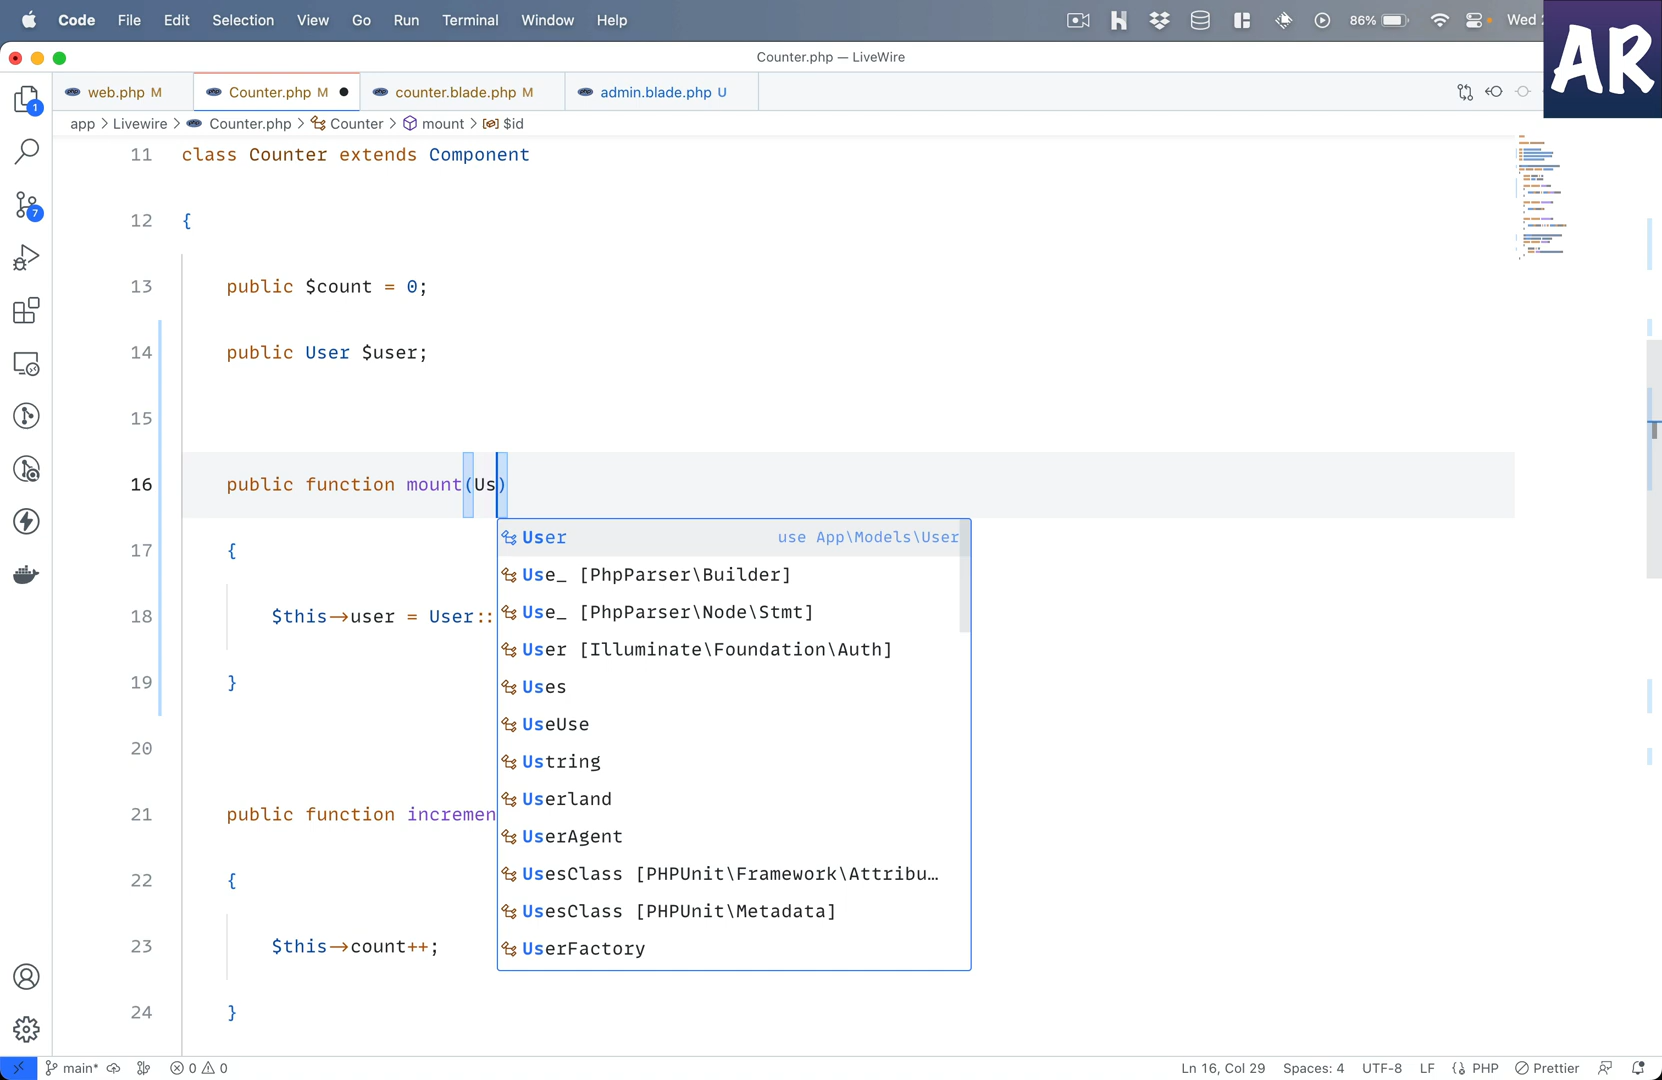 Code File Edit Selection View Go Run Terminal Window Help 86% Wed
AR
Counter.php — LiveWire
web.php M Counter.php M counter.blade.php M admin.blade.php U
app > Livewire > Counter.php > Counter > mount > $id
1
7
11 class Counter extends Component
12 {
13 public $count = 0;
14 public User $user;
15
16 public function mount(Us)
17 {
18 $this->user = User::
19 }
20
21 public function incremen
22 {
23 $this->count++;
24 }
User use App\Models\User
Use_ [PhpParser\Builder]
Use_ [PhpParser\Node\Stmt]
User [Illuminate\Foundation\Auth]
Uses
UseUse
Ustring
Userland
UserAgent
UsesClass [PHPUnit\Framework\Attribu…
UsesClass [PHPUnit\Metadata]
UserFactory
main* 0 0 Ln 16, Col 29 Spaces: 4 UTF-8 LF PHP Prettier